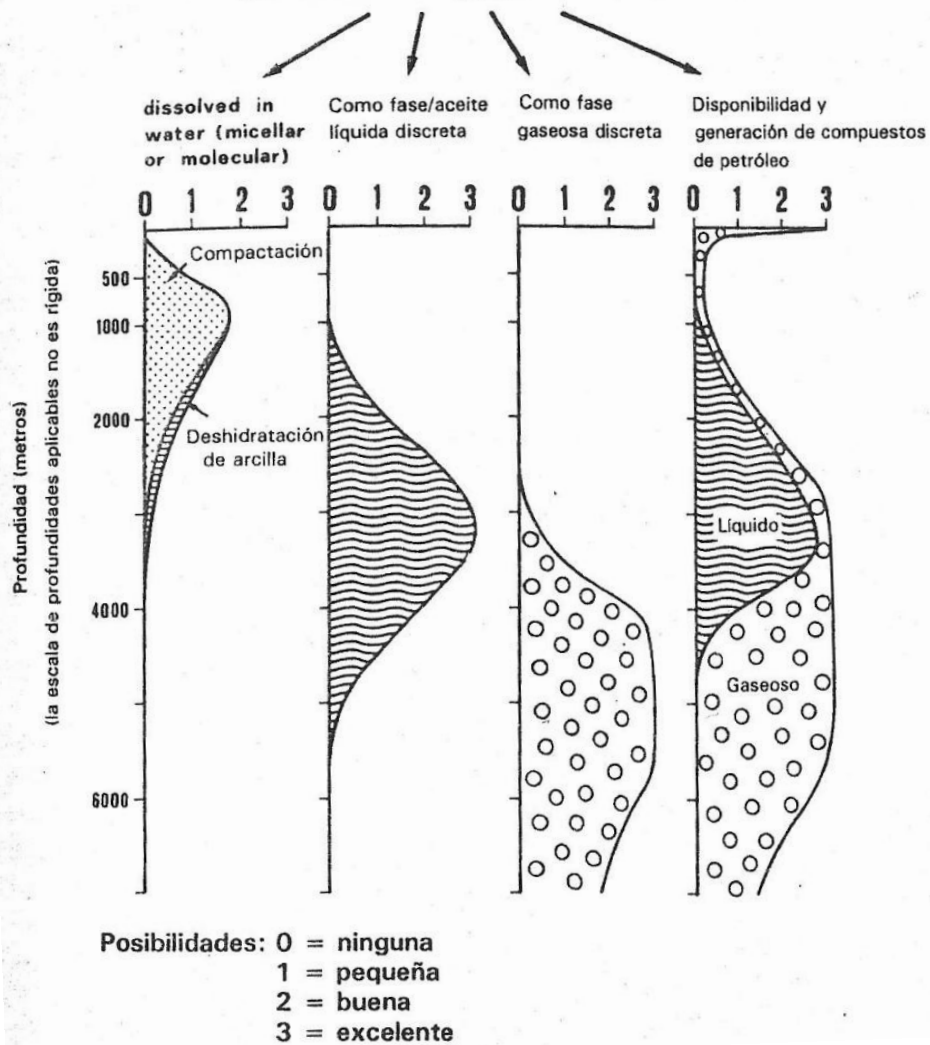 dissolved in
water (micellar
or molecular)
Como fase/aceite
líquida discreta
Como fase
gaseosa discreta
Disponibilidad y
generación de compuestos
de petróleo
0 1 2 3
0 1 2 3
0 1 2 3
0 1 2 3
Profundidad (metros)
(la escala de profundidades aplicables no es rígida)
500
1000
2000
4000
6000
Compactación
Deshidratación
de arcilla
Líquido
Gaseoso
Posibilidades: 0 = ninguna
1 = pequeña
2 = buena
3 = excelente